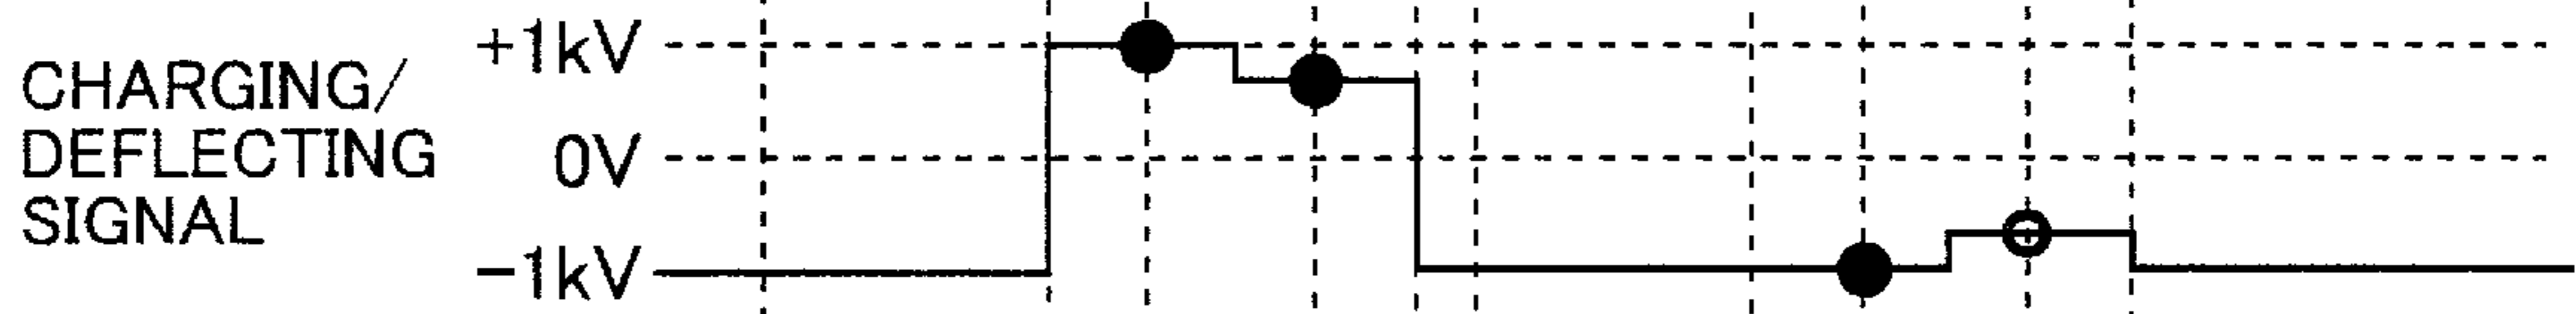 +1kV
CHARGING/
DEFLECTING
0V
SIGNAL
−1kV